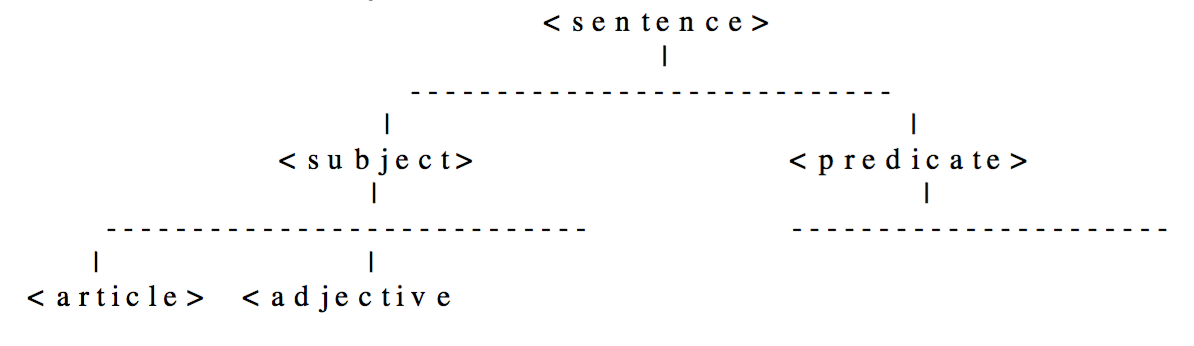 <sentence>
|
----------------------------
| |
<subject> <predicate>
| |
---------------------------- ----------------------
| |
<article> <adjective